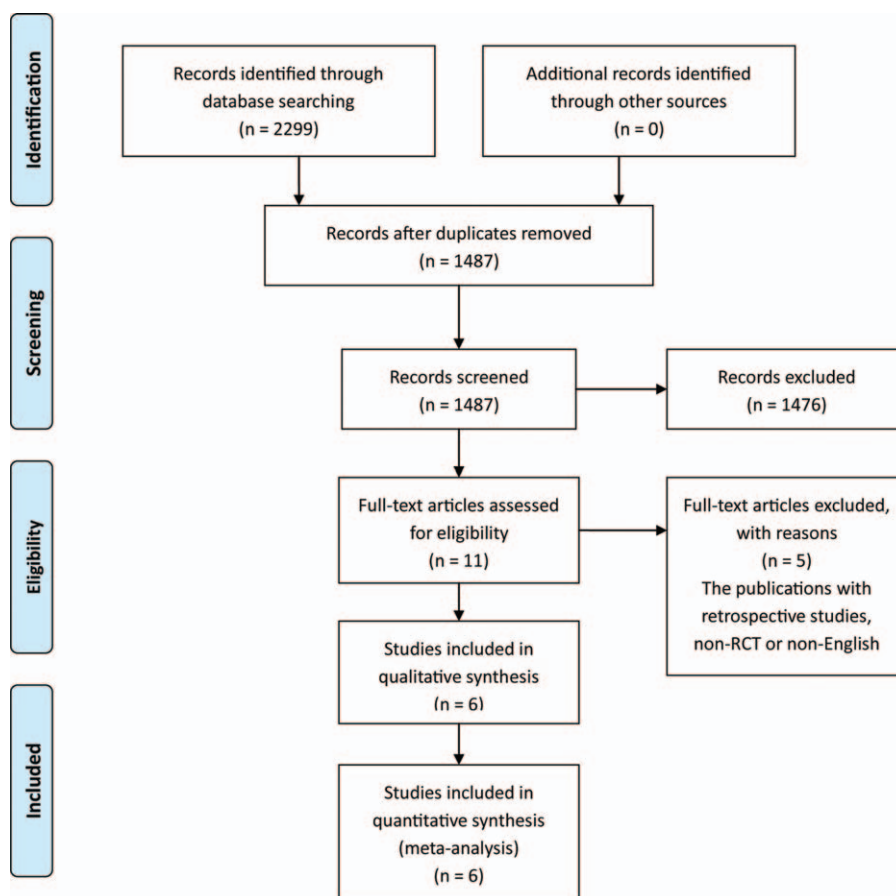 Identification
Records identified through
database searching
(n = 2299)
Additional records identified
through other sources
(n = 0)
Records after duplicates removed
(n = 1487)
Screening
Records screened
(n = 1487)
Records excluded
(n = 1476)
Eligibility
Full-text articles assessed
for eligibility
(n = 11)
Full-text articles excluded,
with reasons
(n = 5)
The publications with
retrospective studies,
non-RCT or non-English
Studies included in
qualitative synthesis
(n = 6)
Included
Studies included in
quantitative synthesis
(meta-analysis)
(n = 6)